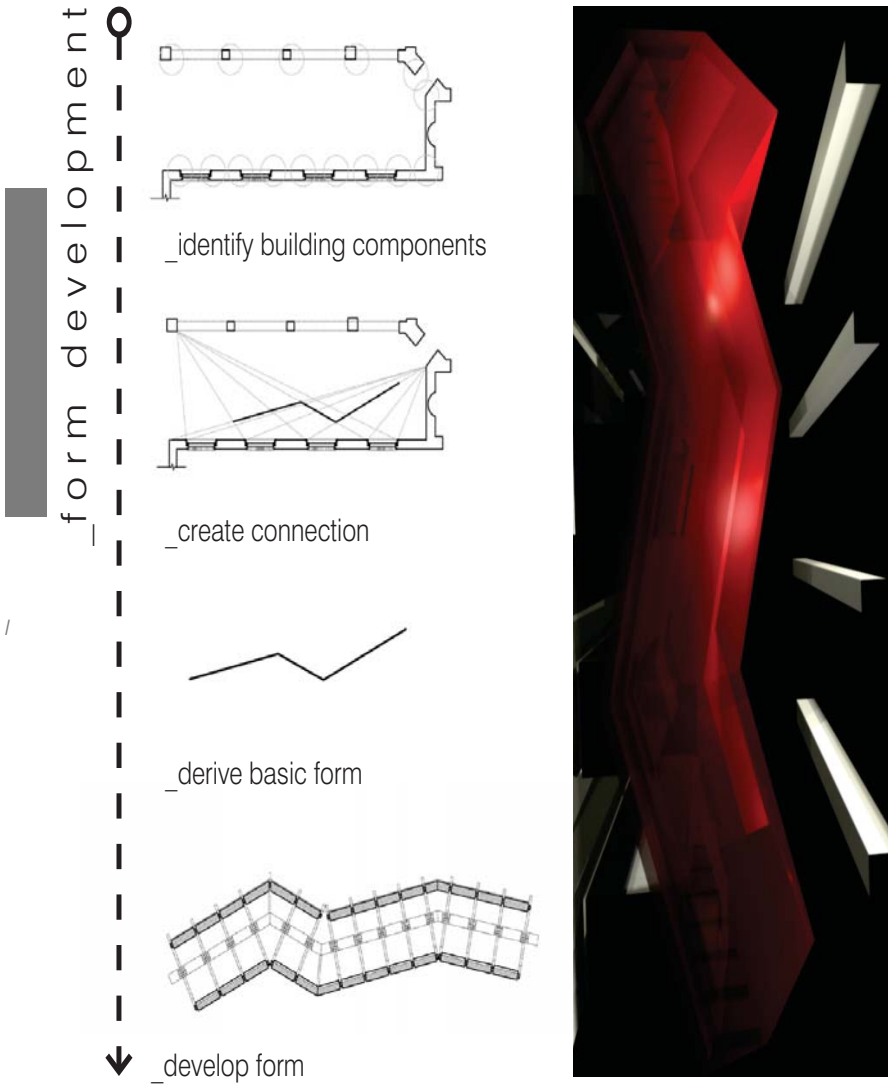 _form development
_identify building components
_create connection
_derive basic form
_develop form
/